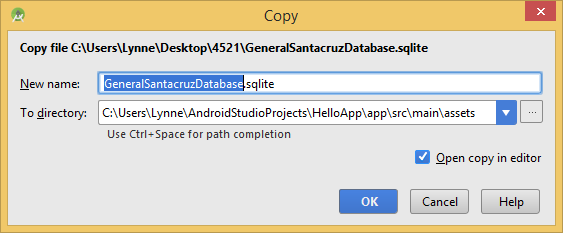 Copy
Copy file C:\Users\Lynne\Desktop\4521\GeneralSantacruzDatabase.sqlite
New name: GeneralSantacruzDatabase.sqlite
To directory: C:\Users\Lynne\AndroidStudioProjects\HelloApp\app\src\main\assets ...
Use Ctrl+Space for path completion
Open copy in editor
OK Cancel Help